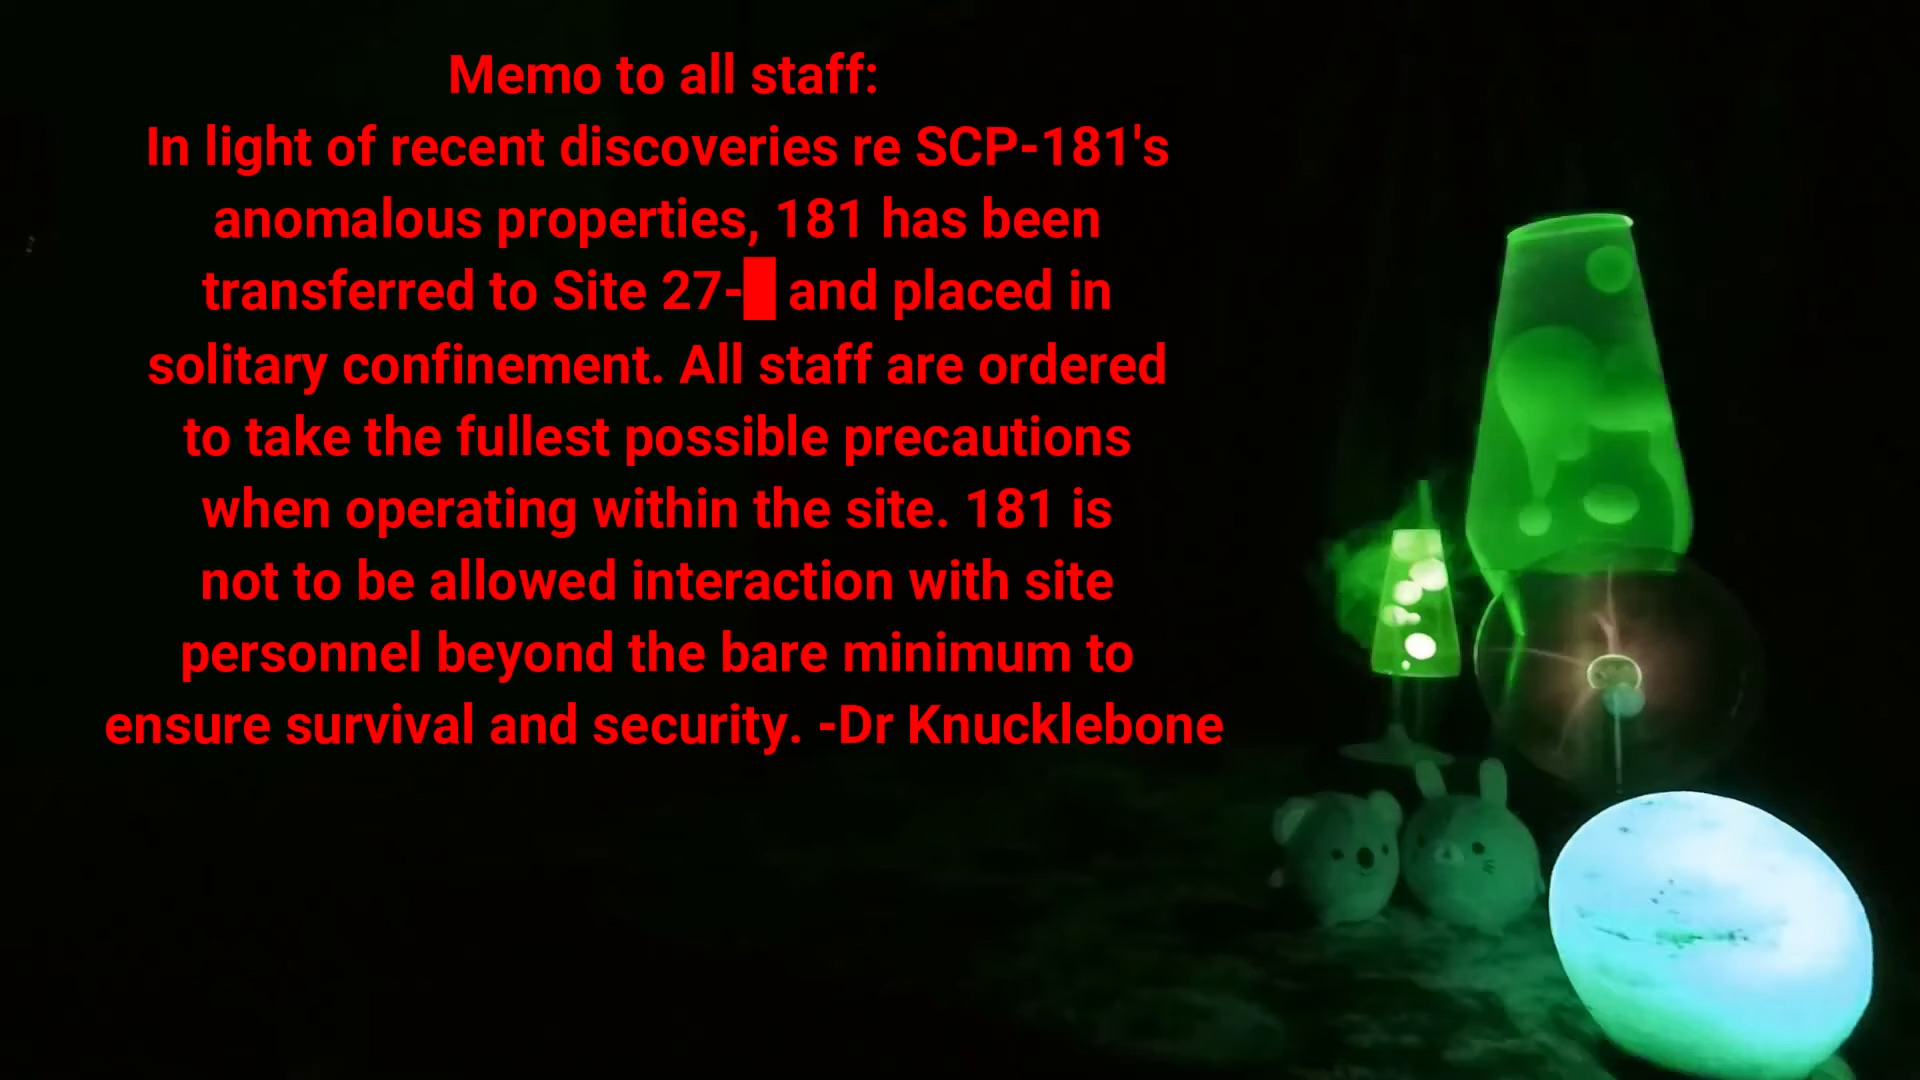 Memo to all staff:
In light of recent discoveries re SCP-181's
anomalous properties, 181 has been
transferred to Site 27-█ and placed in
solitary confinement. All staff are ordered
to take the fullest possible precautions
when operating within the site. 181 is
not to be allowed interaction with site
personnel beyond the bare minimum to
ensure survival and security. -Dr Knucklebone